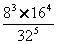 8³ × 16⁴
32⁵